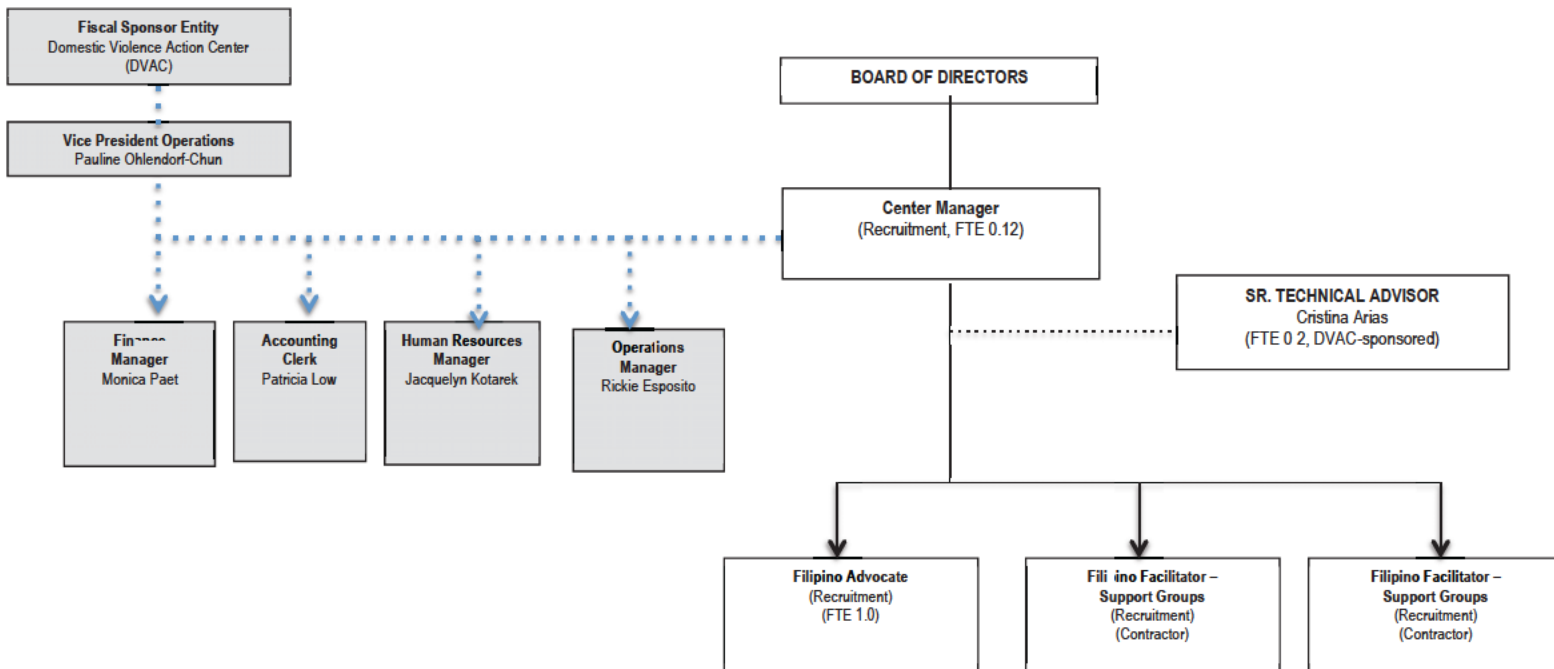 Fiscal Sponsor Entity
Domestic Violence Action Center
(DVAC)
Vice President Operations
Pauline Ohlendorf-Chun
BOARD OF DIRECTORS
Center Manager
(Recruitment, FTE 0.12)
SR. TECHNICAL ADVISOR
Cristina Arias
(FTE 0 2, DVAC-sponsored)
Finance
Manager
Monica Paet
Accounting
Clerk
Patricia Low
Human Resources
Manager
Jacquelyn Kotarek
Operations
Manager
Rickie Esposito
Filipino Advocate
(Recruitment)
(FTE 1.0)
Filipino Facilitator –
Support Groups
(Recruitment)
(Contractor)
Filipino Facilitator –
Support Groups
(Recruitment)
(Contractor)